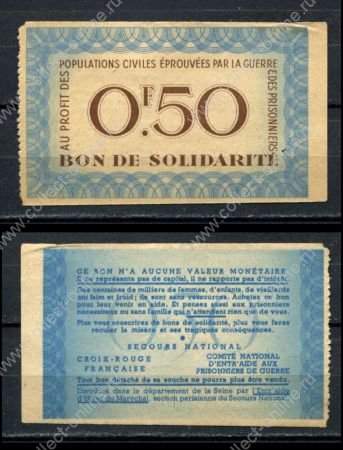 POPULATIONS CIVILES ÉPROUVÉES PAR LA GUERRE
AU PROFIT DES
& DES PRISONNIERS
0F.50
BON DE SOLIDARITÉ
CE BON N'A AUCUNE VALEUR MONÉTAIRE
Il ne représente pas de capital, il ne rapporte pas d'intérêt.
Des centaines de milliers de femmes, d'enfants, de vieillards
ont faim et froid; ils sont sans ressources. Achetez ce bon
pour leur venir en aide. Et pensez aussi aux prisonniers
nécessiteux ou sans famille qui n'attendent rien que de vous.
Plus vous souscrirez de bons de solidarité, plus vous ferez
reculer la misère et ses tragiques conséquences.
SECOURS NATIONAL
CROIX-ROUGE FRANÇAISE
COMITÉ NATIONAL D'ENTR'AIDE AUX PRISONNIERS DE GUERRE
Tout bon détaché de sa souche ne pourra plus être vendu.
Distribué dans le département de la Seine par l'Entr'aide
d'Hiver du Maréchal, section parisienne du Secours National.